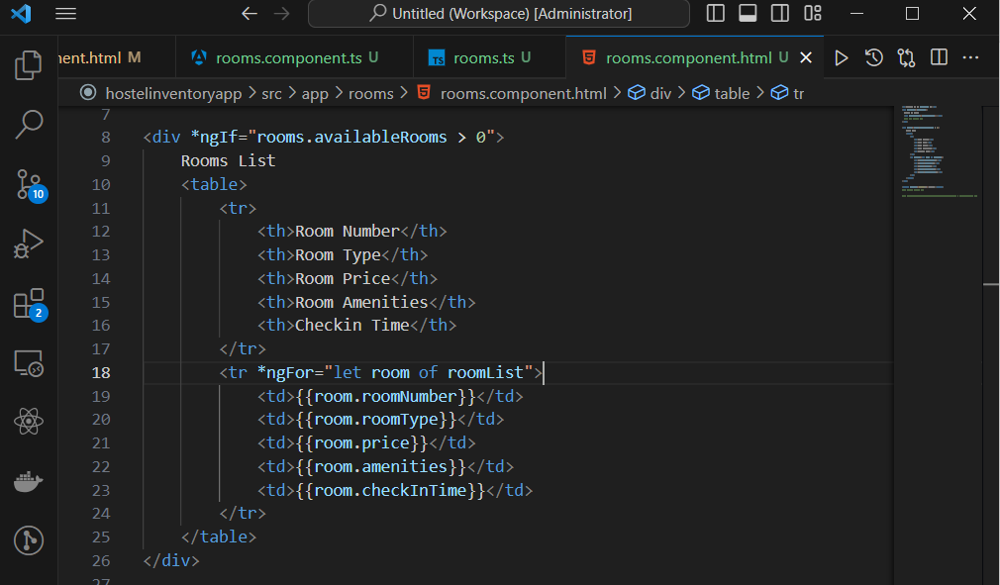 Untitled (Workspace) [Administrator]
nent.html M
rooms.component.ts U
TS rooms.ts U
rooms.component.html U
hostelinventoryapp > src > app > rooms > rooms.component.html > div > table > tr
7
8 <div *ngIf="rooms.availableRooms > 0">
9 Rooms List
10 <table>
11 <tr>
12 <th>Room Number</th>
13 <th>Room Type</th>
14 <th>Room Price</th>
15 <th>Room Amenities</th>
16 <th>Checkin Time</th>
17 </tr>
18 <tr *ngFor="let room of roomList">
19 <td>{{room.roomNumber}}</td>
20 <td>{{room.roomType}}</td>
21 <td>{{room.price}}</td>
22 <td>{{room.amenities}}</td>
23 <td>{{room.checkInTime}}</td>
24 </tr>
25 </table>
26 </div>
27
10
2